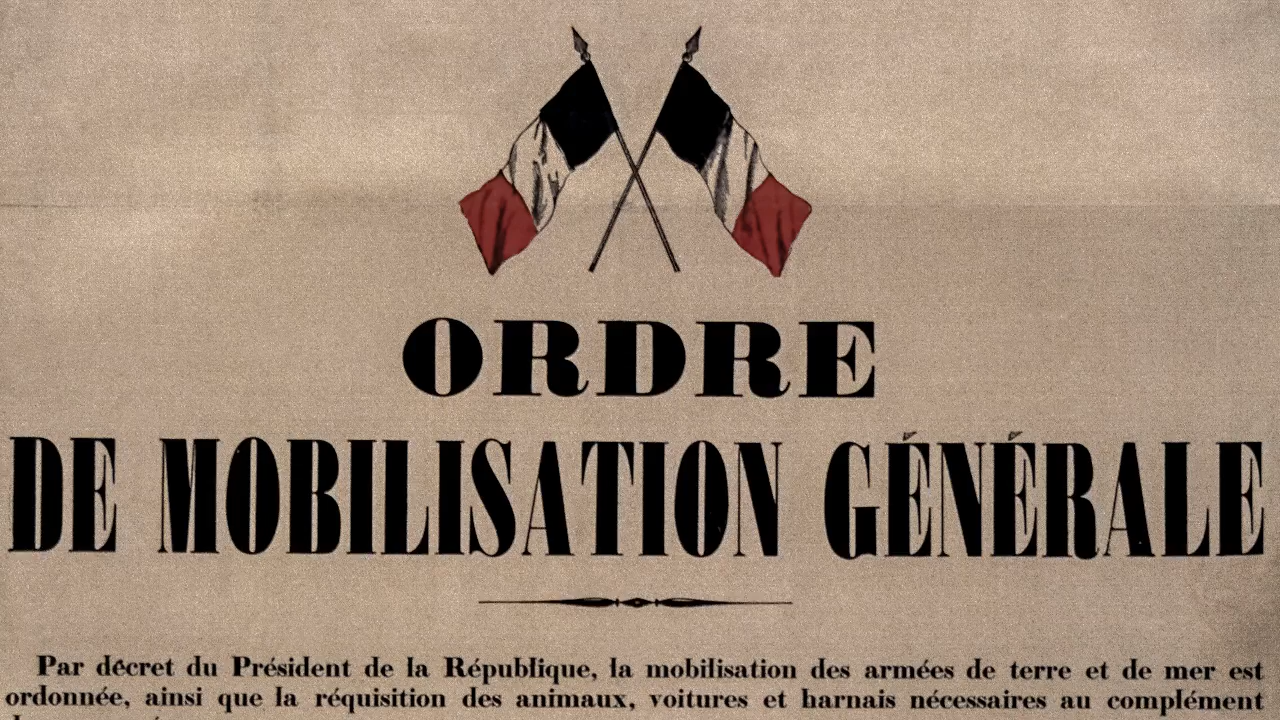 ORDRE
DE MOBILISATION GÉNÉRALE
Par décret du Président de la République, la mobilisation des armées de terre et de mer est
ordonnée, ainsi que la réquisition des animaux, voitures et harnais nécessaires au complément